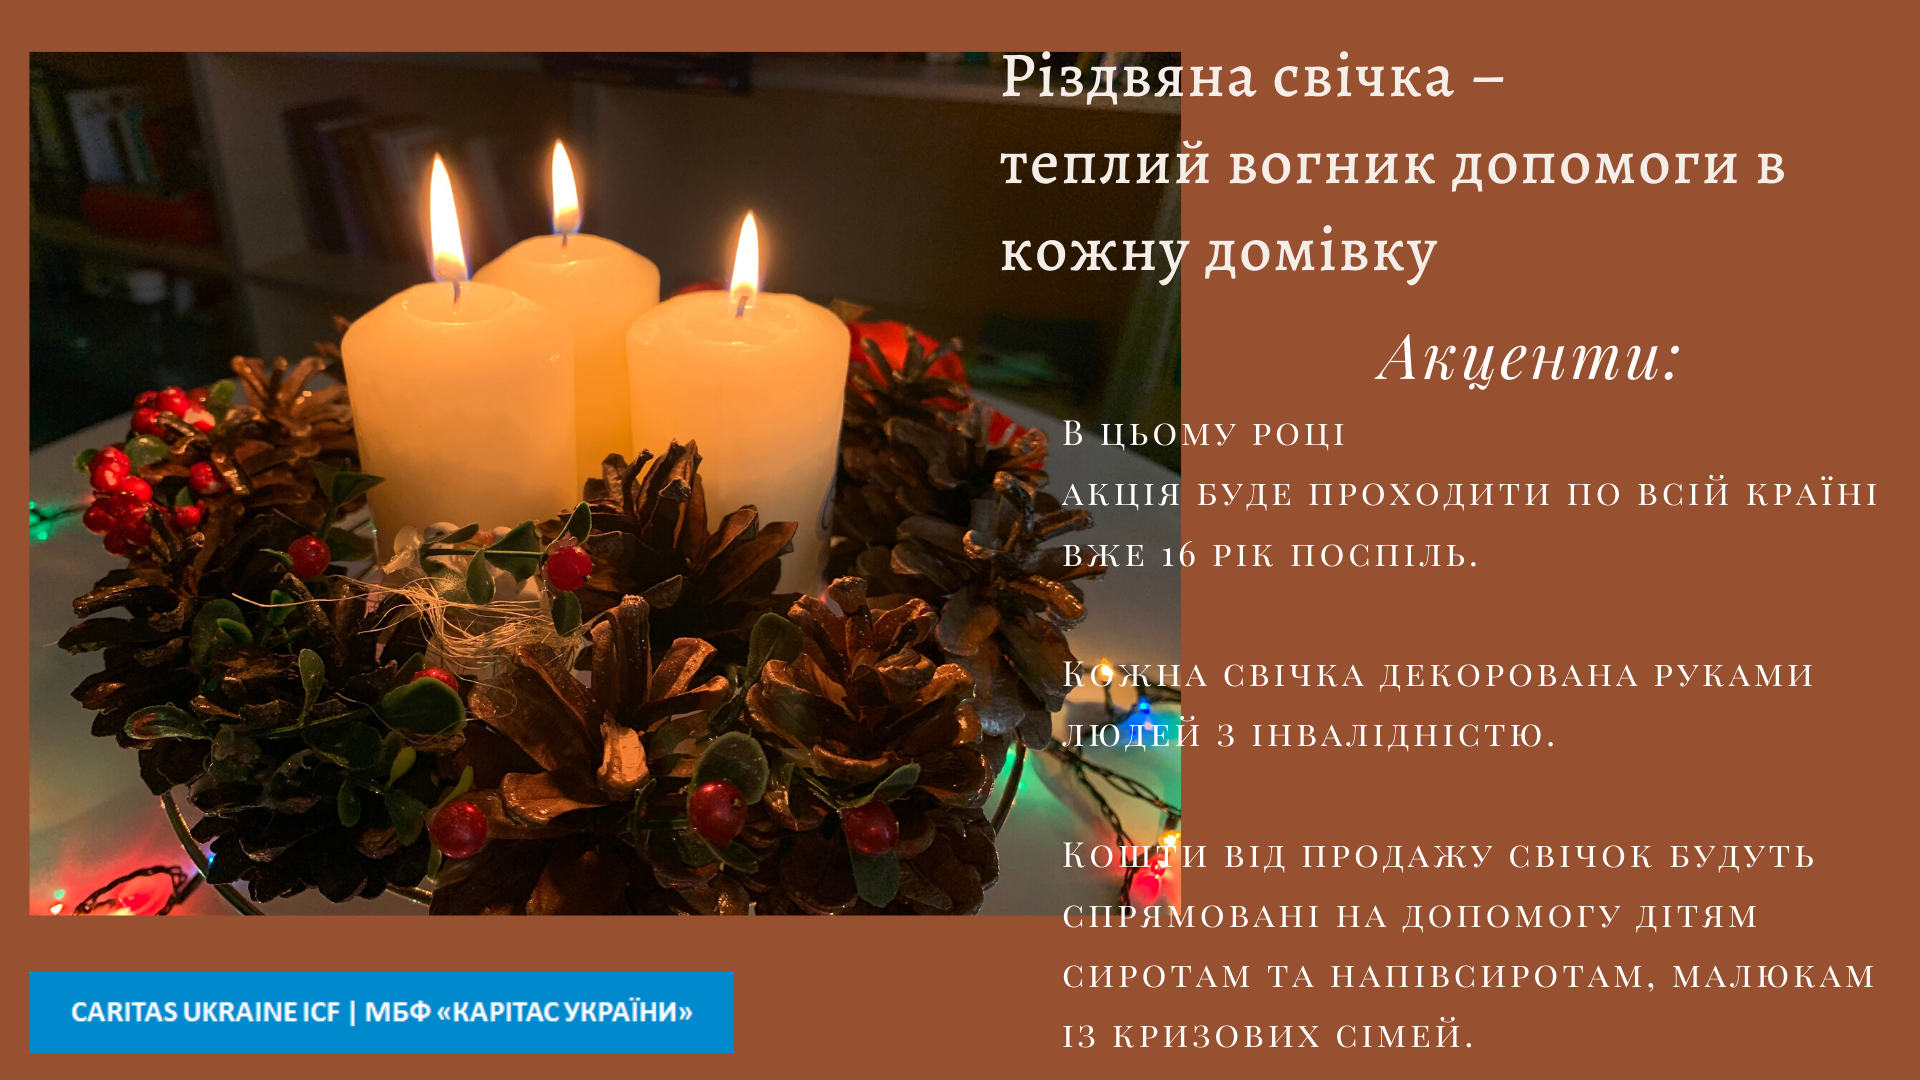 Різдвяна свічка –
теплий вогник допомоги в
кожну домівку
Акценти:
В цьому році
акція буде проходити по всій країні
вже 16 рік поспіль.
Кожна свічка декорована руками
людей з інвалідністю.
Кошти від продажу свічок будуть
спрямовані на допомогу дітям
сиротам та напівсиротам, малюкам
із кризових сімей.
CARITAS UKRAINE ICF | МБФ «КАРІТАС УКРАЇНИ»